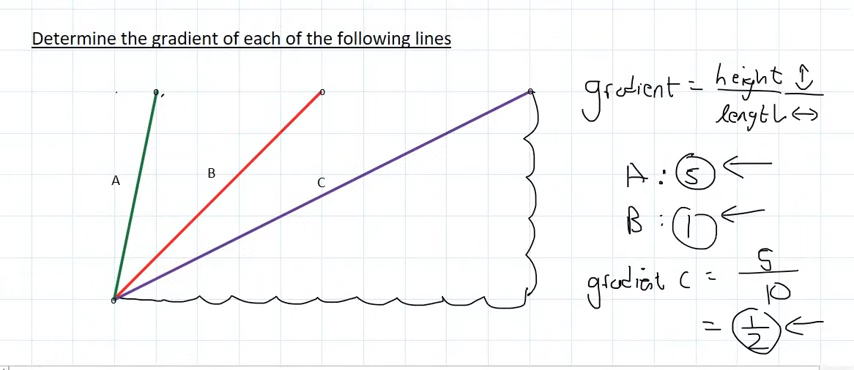 Determine the gradient of each of the following lines
A
B
C
gradient = height ↕
length ↔
A : 5 ←
B : 1 ←
gradient C = 5
10
= 1 ←
2